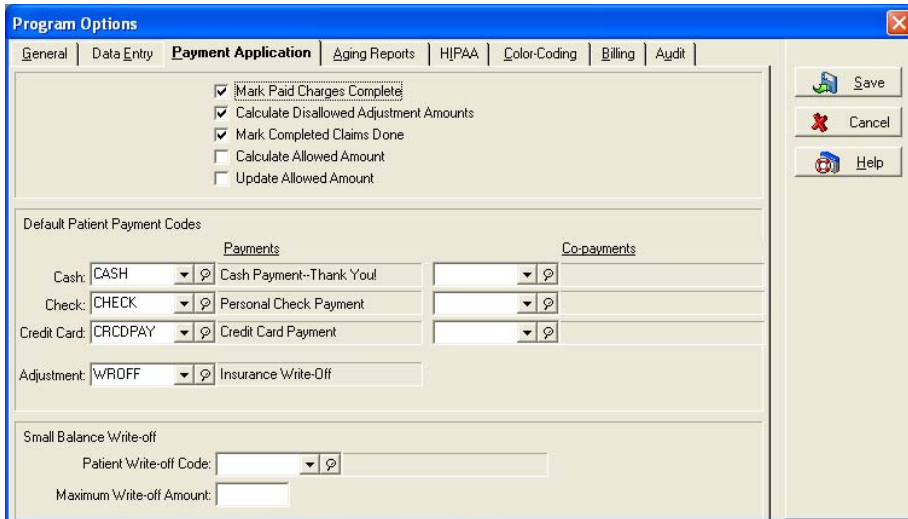 Program Options
General Data Entry Payment Application Aging Reports HIPAA Color-Coding Billing Audit
Mark Paid Charges Complete
Calculate Disallowed Adjustment Amounts
Mark Completed Claims Done
Calculate Allowed Amount
Update Allowed Amount
Save
Cancel
Help
Default Patient Payment Codes
Payments Co-payments
Cash: CASH Cash Payment--Thank You!
Check: CHECK Personal Check Payment
Credit Card: CRCDPAY Credit Card Payment
Adjustment: WROFF Insurance Write-Off
Small Balance Write-off
Patient Write-off Code:
Maximum Write-off Amount: